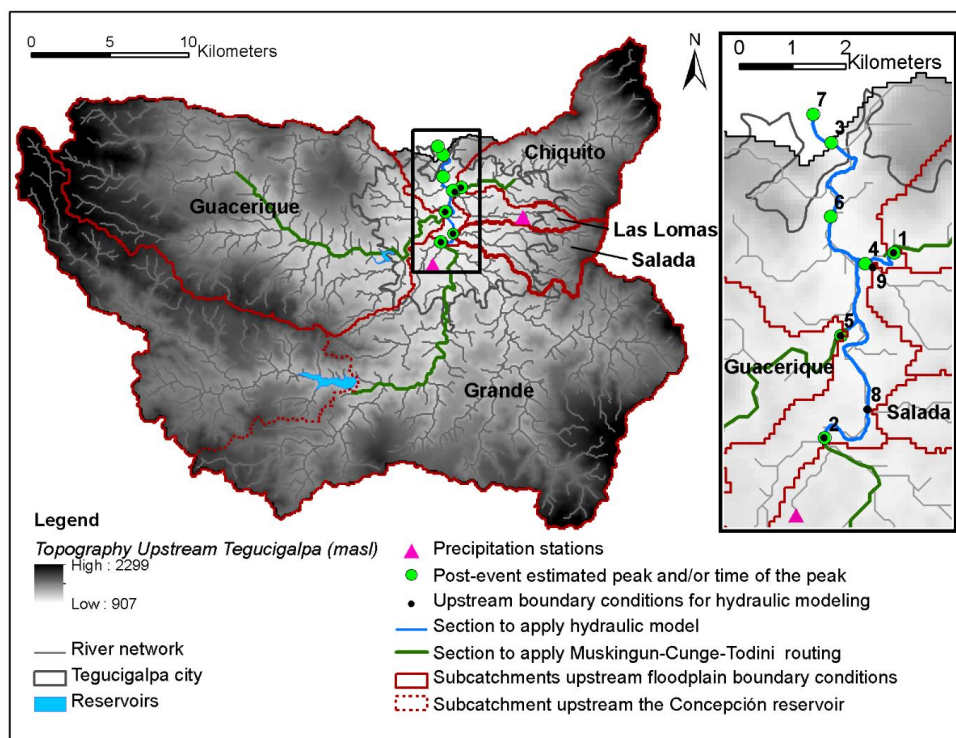 0 5 10
Kilometers
N
Chiquito
Guacerique
Las Lomas
Salada
Grande
0 1 2
Kilometers
7
3
6
4
1
9
5
Guacerique
8
Salada
2
Legend
Topography Upstream Tegucigalpa (masl)
High : 2299
Low : 907
River network
Tegucigalpa city
Reservoirs
Precipitation stations
Post-event estimated peak and/or time of the peak
Upstream boundary conditions for hydraulic modeling
Section to apply hydraulic model
Section to apply Muskingun-Cunge-Todini routing
Subcatchments upstream floodplain boundary conditions
Subcatchment upstream the Concepción reservoir